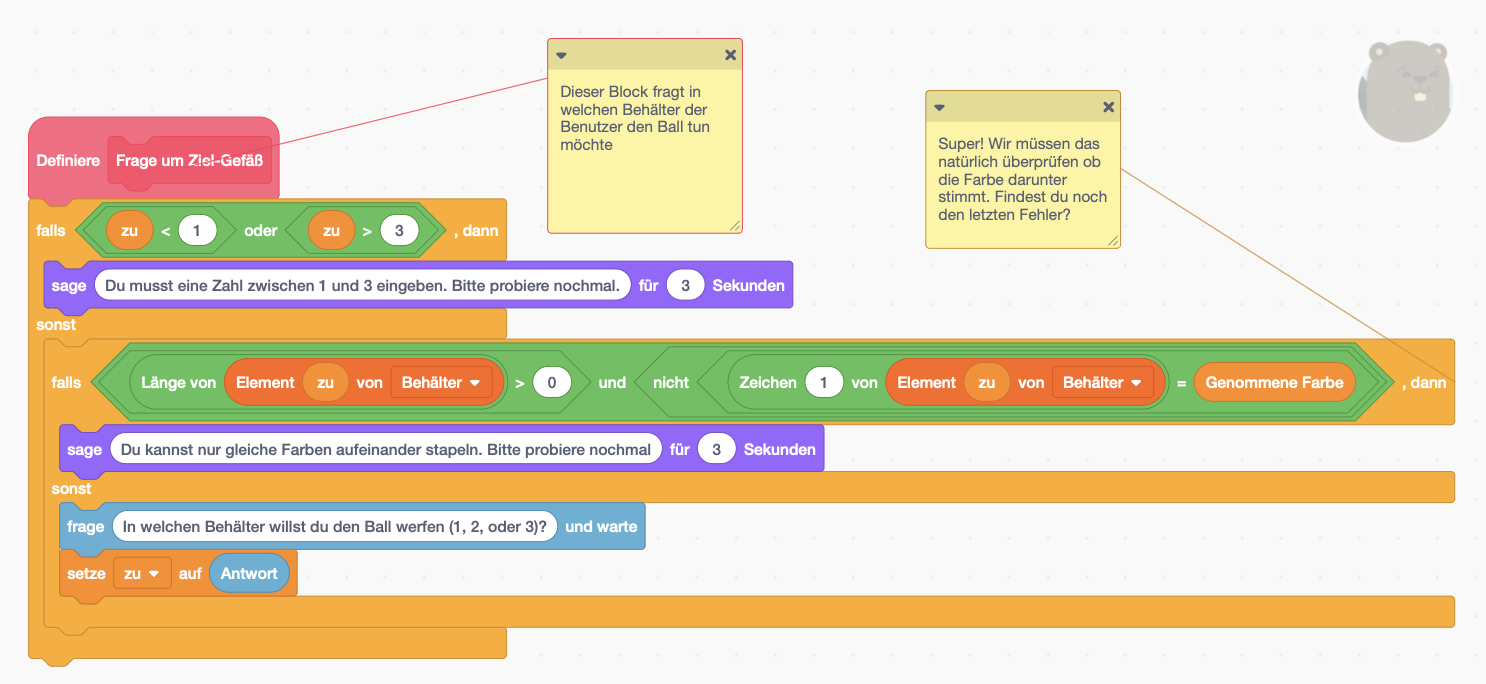 Dieser Block fragt in
welchen Behälter der
Benutzer den Ball tun
möchte
Super! Wir müssen das
natürlich überprüfen ob
die Farbe darunter
stimmt. Findest du noch
den letzten Fehler?
Definiere Frage um Ziel-Gefäß
falls zu < 1 oder zu > 3 , dann
sage Du musst eine Zahl zwischen 1 und 3 eingeben. Bitte probiere nochmal. für 3 Sekunden
sonst
falls Länge von Element zu von Behälter > 0 und nicht Zeichen 1 von Element zu von Behälter = Genommene Farbe , dann
sage Du kannst nur gleiche Farben aufeinander stapeln. Bitte probiere nochmal für 3 Sekunden
sonst
frage In welchen Behälter willst du den Ball werfen (1, 2, oder 3)? und warte
setze zu auf Antwort